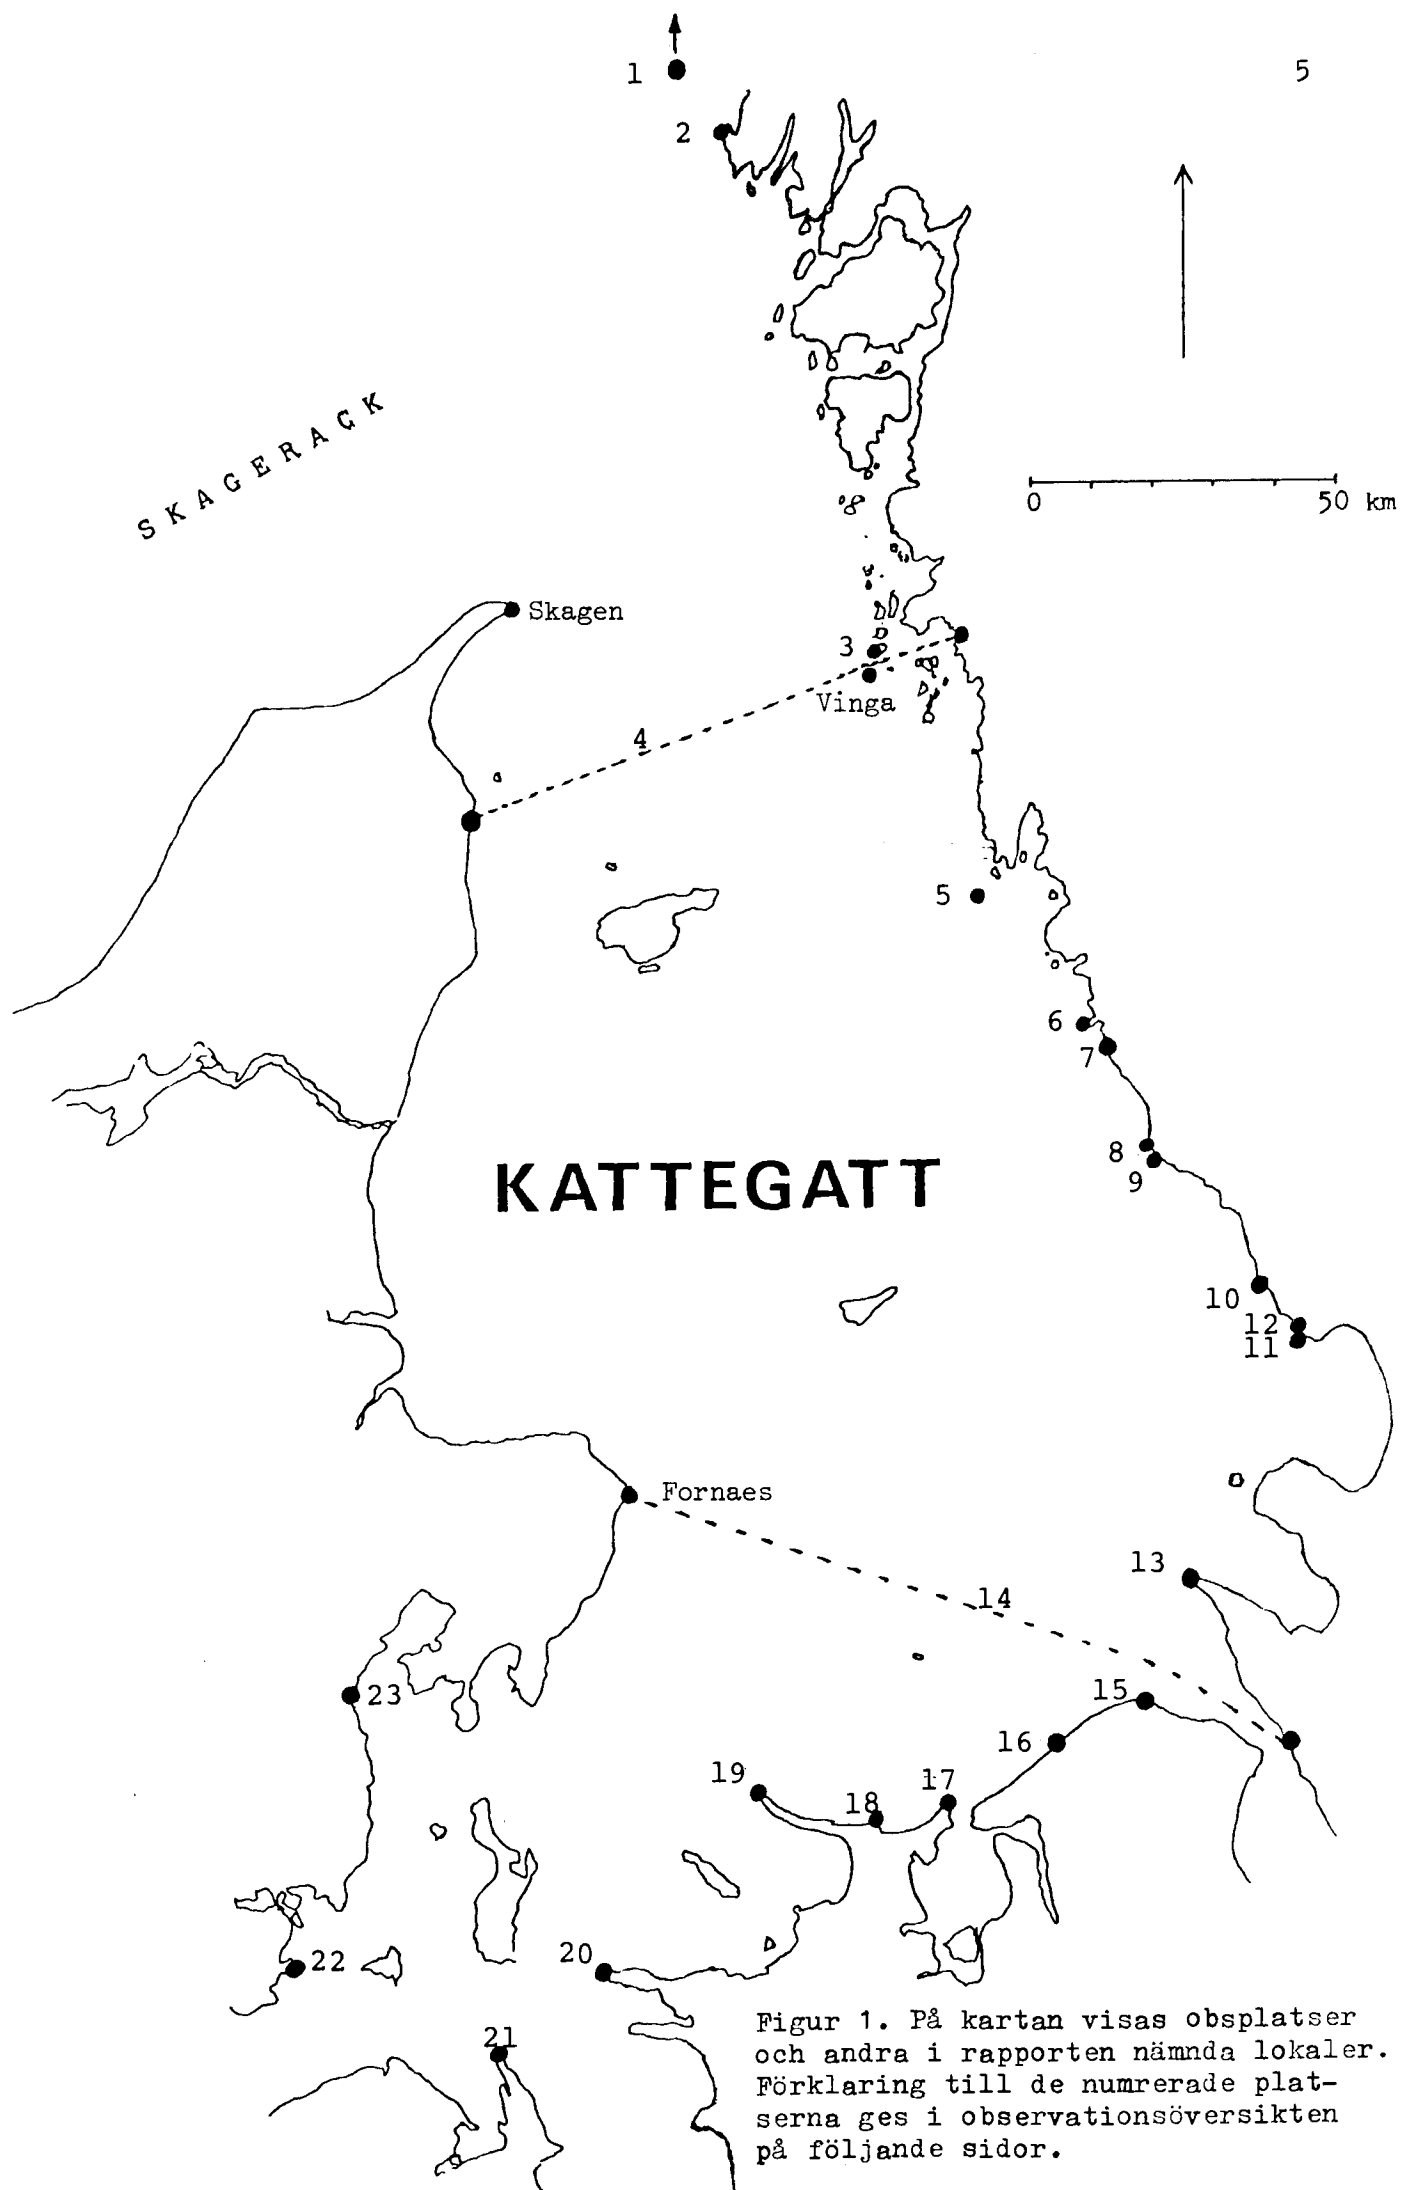 1
5
2
SKAGERACK
0 50 km
Skagen
3
Vinga
4
5
6
7
8
9
KATTEGATT
10
12
11
Fornaes
13
14
23
15
16
19
17
18
22
20
21
Figur 1. På kartan visas obsplatser
och andra i rapporten nämnda lokaler.
Förklaring till de numrerade plat-
serna ges i observationsöversikten
på följande sidor.